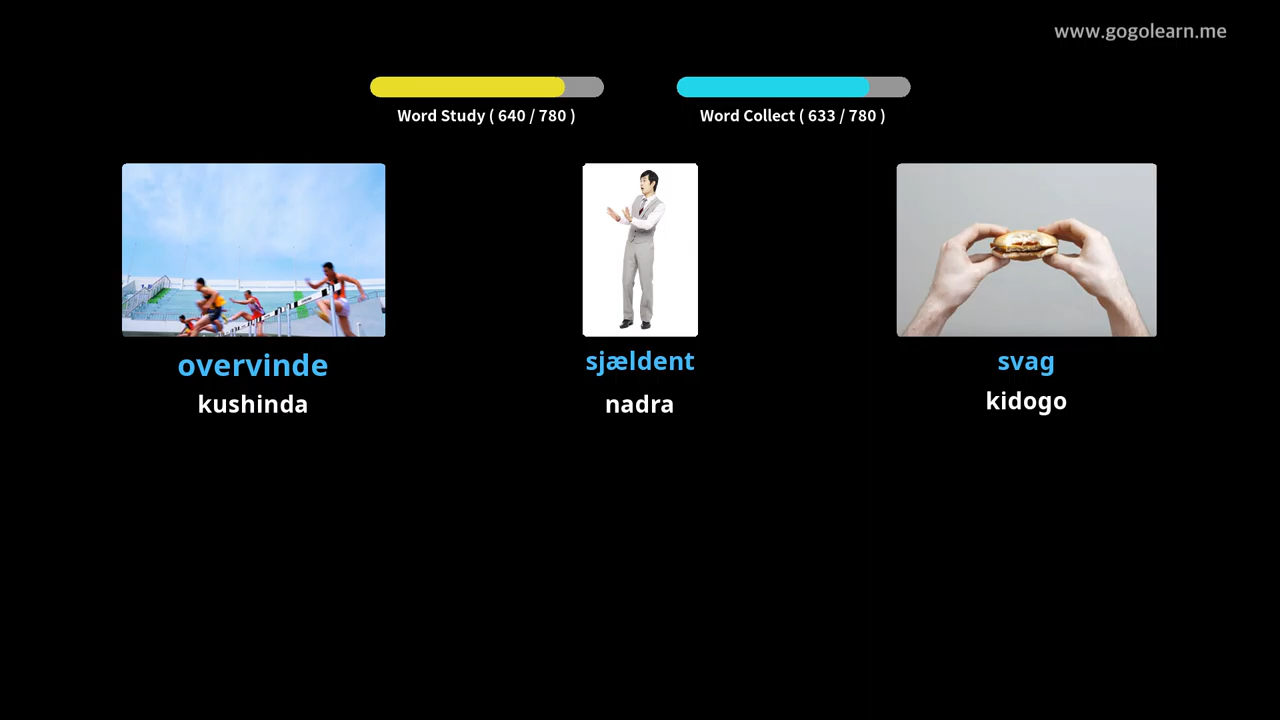 www.gogolearn.me
Word Study ( 640 / 780 )
Word Collect ( 633 / 780 )
overvinde
kushinda
sjældent
nadra
svag
kidogo